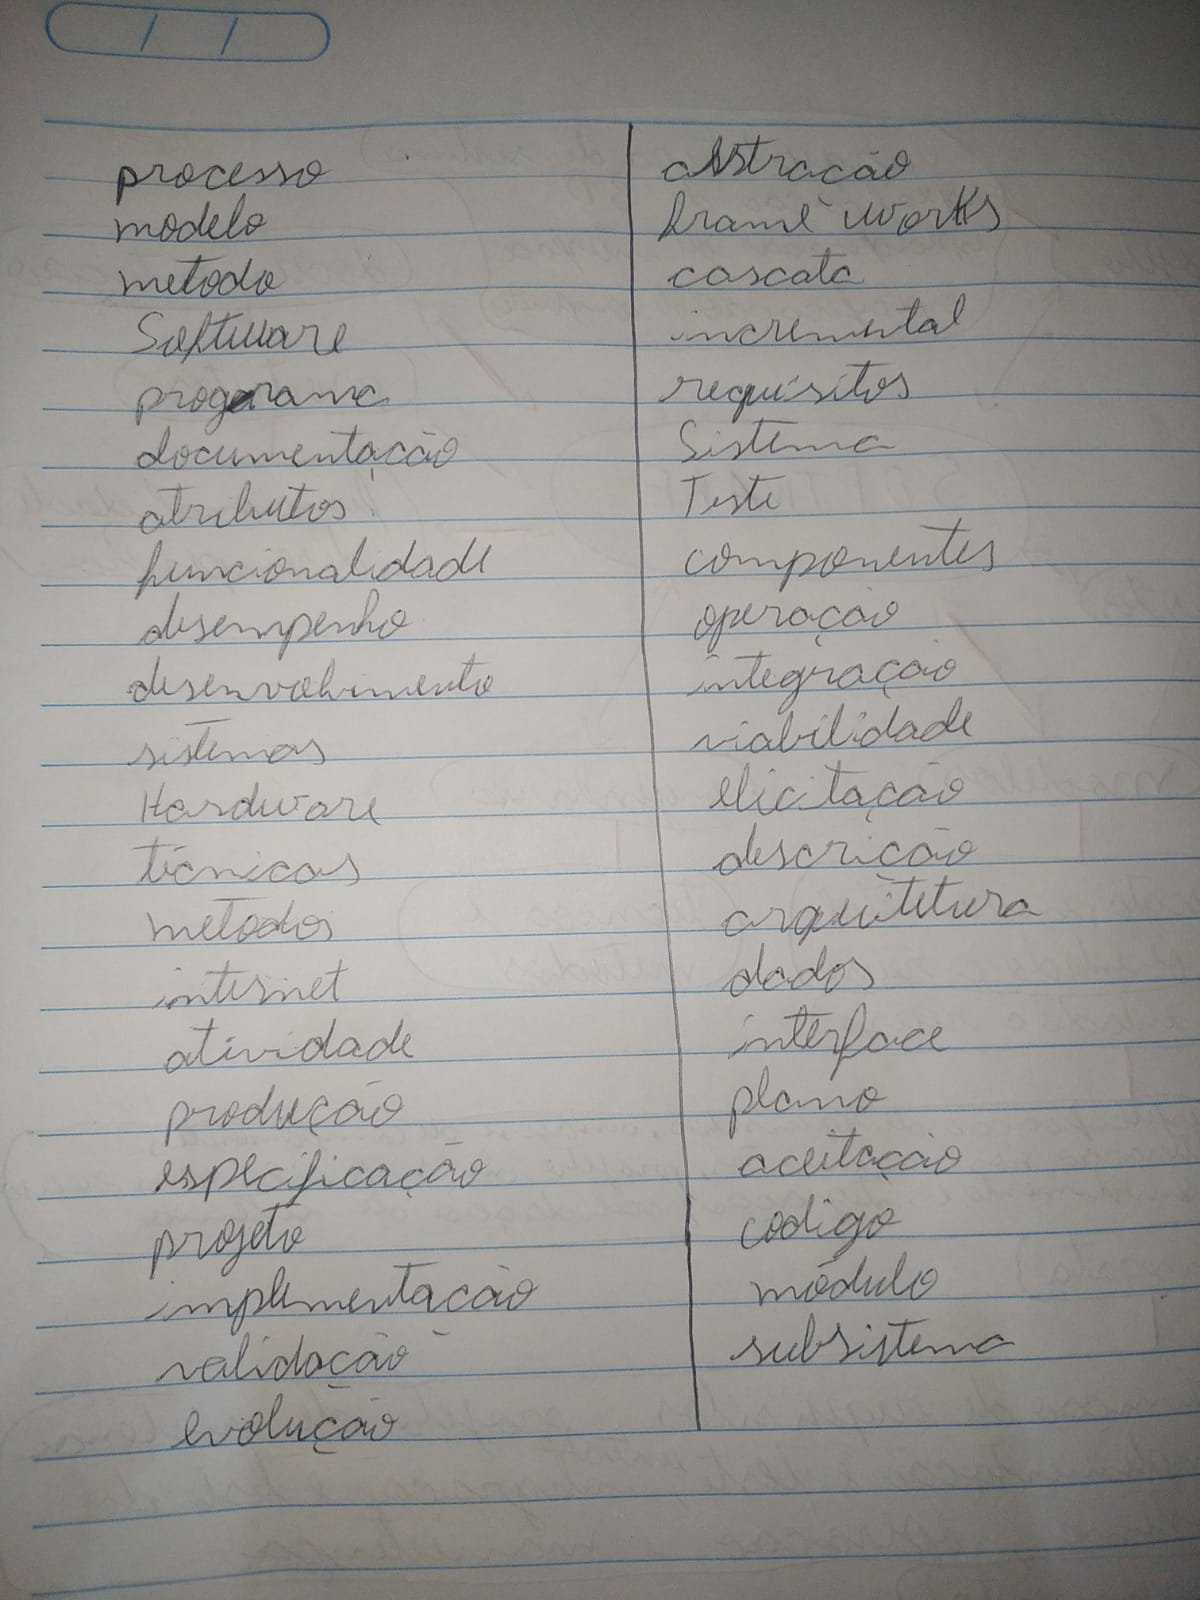 processo
modelo
metodo
Software
programa
documentação
atributos
funcionalidade
desempenho
desenvolvimento
sistemas
Hardware
técnicas
metodos
internet
atividade
produção
especificação
projeto
implementação
validação
evolução
abstração
frame works
cascata
incremental
requisitos
Sistema
Teste
componentes
operação
integração
viabilidade
elicitação
descrição
arquitetura
dados
interface
plano
aceitação
codigo
módulo
subsistema